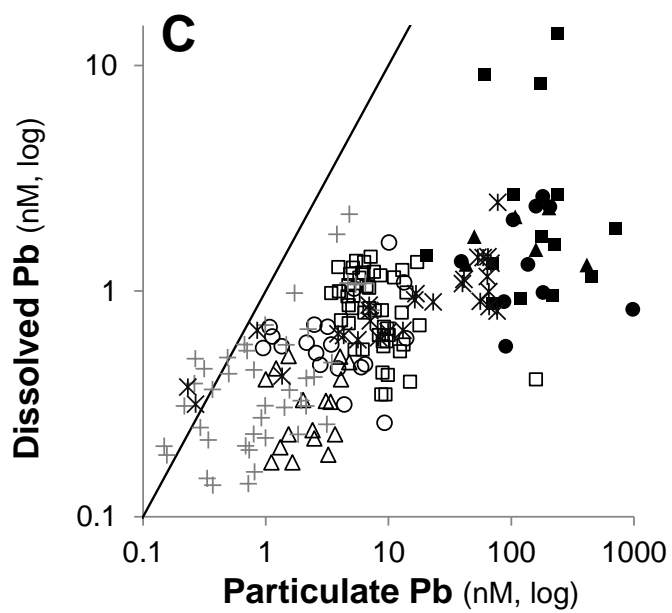 C
10
1
0.1
0.1 1 10 100 1000
Dissolved Pb (nM, log)
Particulate Pb (nM, log)